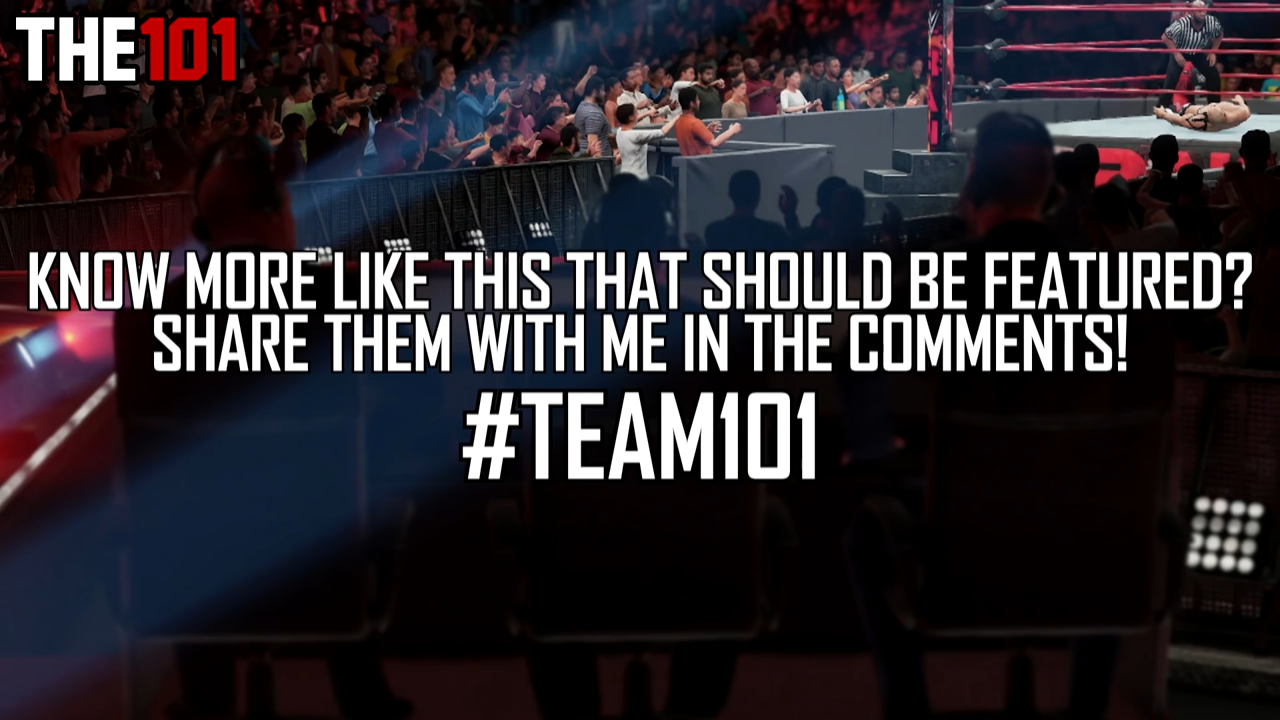 THE101
KNOW MORE LIKE THIS THAT SHOULD BE FEATURED?
SHARE THEM WITH ME IN THE COMMENTS!
#TEAM101